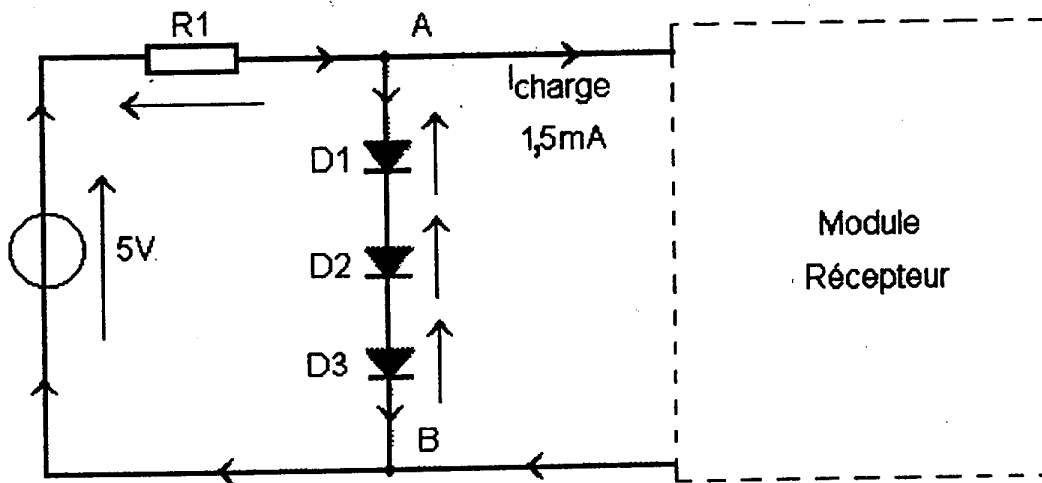 R1
A
Icharge
1,5mA
D1
5V
D2
D3
B
Module
Récepteur